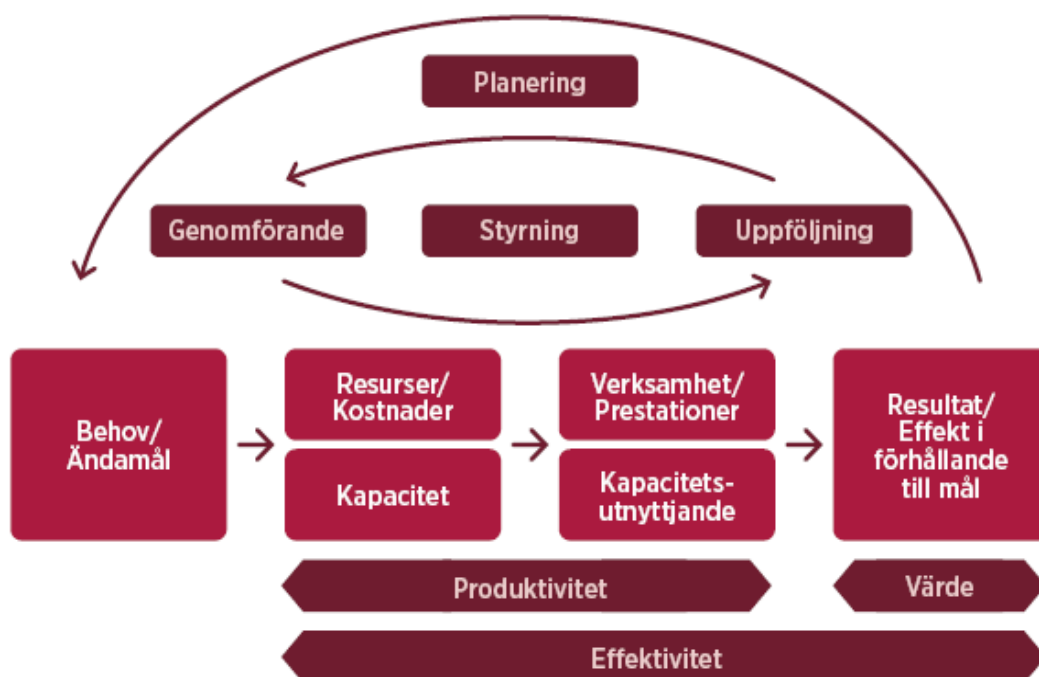 Planering
Genomförande
Styrning
Uppföljning
Behov/
Ändamål
Resurser/
Kostnader
Kapacitet
Verksamhet/
Prestationer
Kapacitets-
utnyttjande
Resultat/
Effekt i
förhållande
till mål
Produktivitet
Värde
Effektivitet